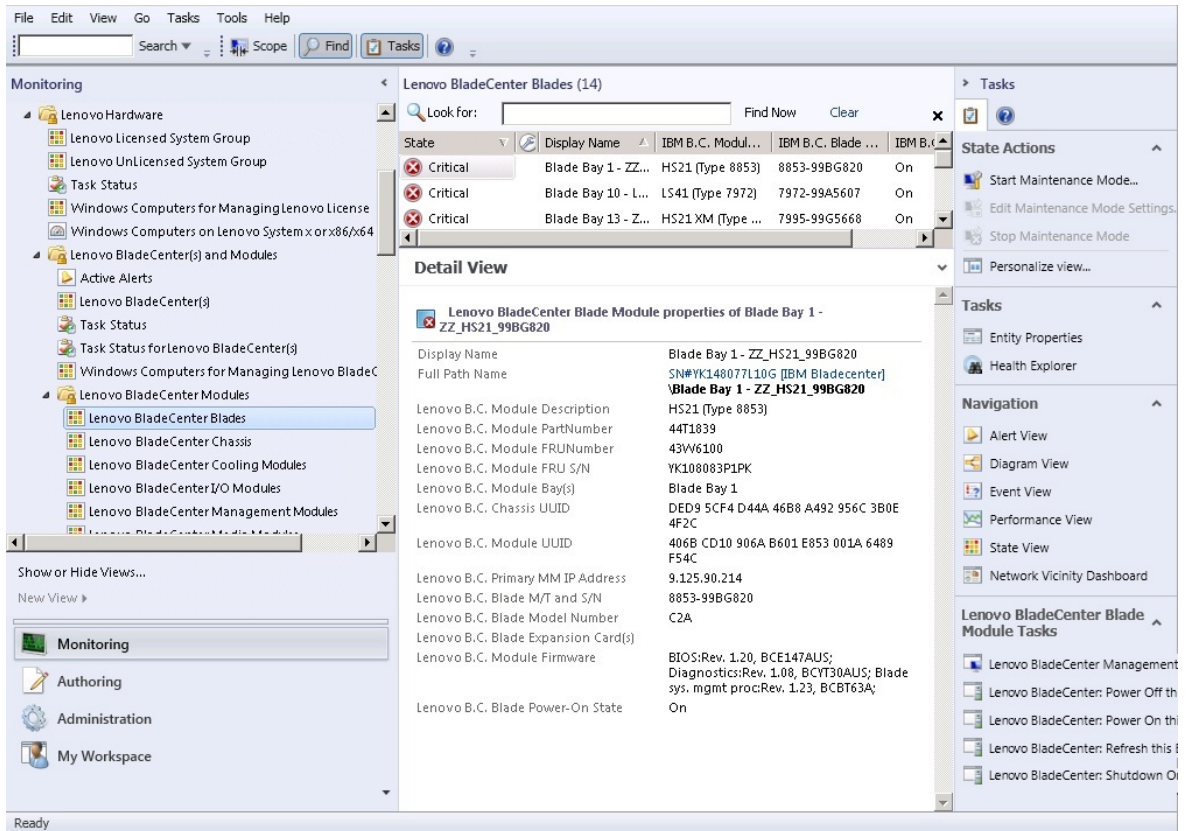 File Edit View Go Tasks Tools Help
Search Scope Find Tasks
Monitoring
Lenovo Hardware
Lenovo Licensed System Group
Lenovo UnLicensed System Group
Task Status
Windows Computers for Managing Lenovo License
Windows Computers on Lenovo System x or x86/x64
Lenovo BladeCenter(s) and Modules
Active Alerts
Lenovo BladeCenter(s)
Task Status
Task Status for Lenovo BladeCenter(s)
Windows Computers for Managing Lenovo BladeC
Lenovo BladeCenter Modules
Lenovo BladeCenter Blades
Lenovo BladeCenter Chassis
Lenovo BladeCenter Cooling Modules
Lenovo BladeCenter I/O Modules
Lenovo BladeCenter Management Modules
Show or Hide Views...
New View
Monitoring
Authoring
Administration
My Workspace
Lenovo BladeCenter Blades (14)
Look for: Find Now Clear
State Display Name IBM B.C. Modul... IBM B.C. Blade ... IBM B.(
Critical Blade Bay 1 - ZZ... HS21 (Type 8853) 8853-99BG820 On
Critical Blade Bay 10 - L... LS41 (Type 7972) 7972-99A5607 On
Critical Blade Bay 13 - Z... HS21 XM (Type ... 7995-99G5668 On
Detail View
Lenovo BladeCenter Blade Module properties of Blade Bay 1 -
ZZ_HS21_99BG820
Display Name Blade Bay 1 - ZZ_HS21_99BG820
Full Path Name SN#YK148077L10G [IBM Bladecenter]
\Blade Bay 1 - ZZ_HS21_99BG820
Lenovo B.C. Module Description HS21 (Type 8853)
Lenovo B.C. Module PartNumber 44T1839
Lenovo B.C. Module FRUNumber 43W6100
Lenovo B.C. Module FRU S/N YK108083P1PK
Lenovo B.C. Module Bay(s) Blade Bay 1
Lenovo B.C. Chassis UUID DED9 5CF4 D44A 46B8 A492 956C 3B0E
4F2C
Lenovo B.C. Module UUID 406B CD10 906A B601 E853 001A 6489
F54C
Lenovo B.C. Primary MM IP Address 9.125.90.214
Lenovo B.C. Blade M/T and S/N 8853-99BG820
Lenovo B.C. Blade Model Number C2A
Lenovo B.C. Blade Expansion Card(s)
Lenovo B.C. Module Firmware BIOS:Rev. 1.20, BCE147AUS;
Diagnostics:Rev. 1.08, BCYT30AUS; Blade
sys. mgmt proc:Rev. 1.23, BCBT63A;
Lenovo B.C. Blade Power-On State On
Tasks
State Actions
Start Maintenance Mode...
Edit Maintenance Mode Settings.
Stop Maintenance Mode
Personalize view...
Tasks
Entity Properties
Health Explorer
Navigation
Alert View
Diagram View
Event View
Performance View
State View
Network Vicinity Dashboard
Lenovo BladeCenter Blade
Module Tasks
Lenovo BladeCenter Management
Lenovo BladeCenter: Power Off th
Lenovo BladeCenter: Power On thi
Lenovo BladeCenter: Refresh this
Lenovo BladeCenter: Shutdown O
Ready